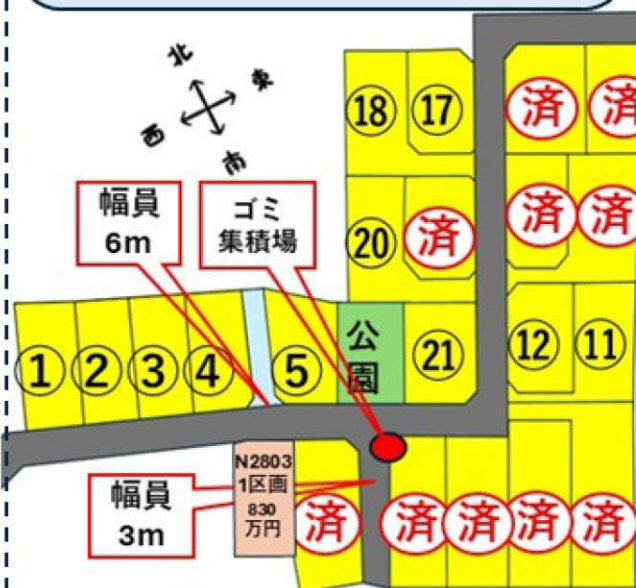 北
東
西
市
幅員
6m
ゴミ
集積場
18
17
済
済
20
済
済
済
①
②
③
④
⑤
公
園
21
12
11
N2803
1区画
830
万円
幅員
3m
済
済
済
済
済